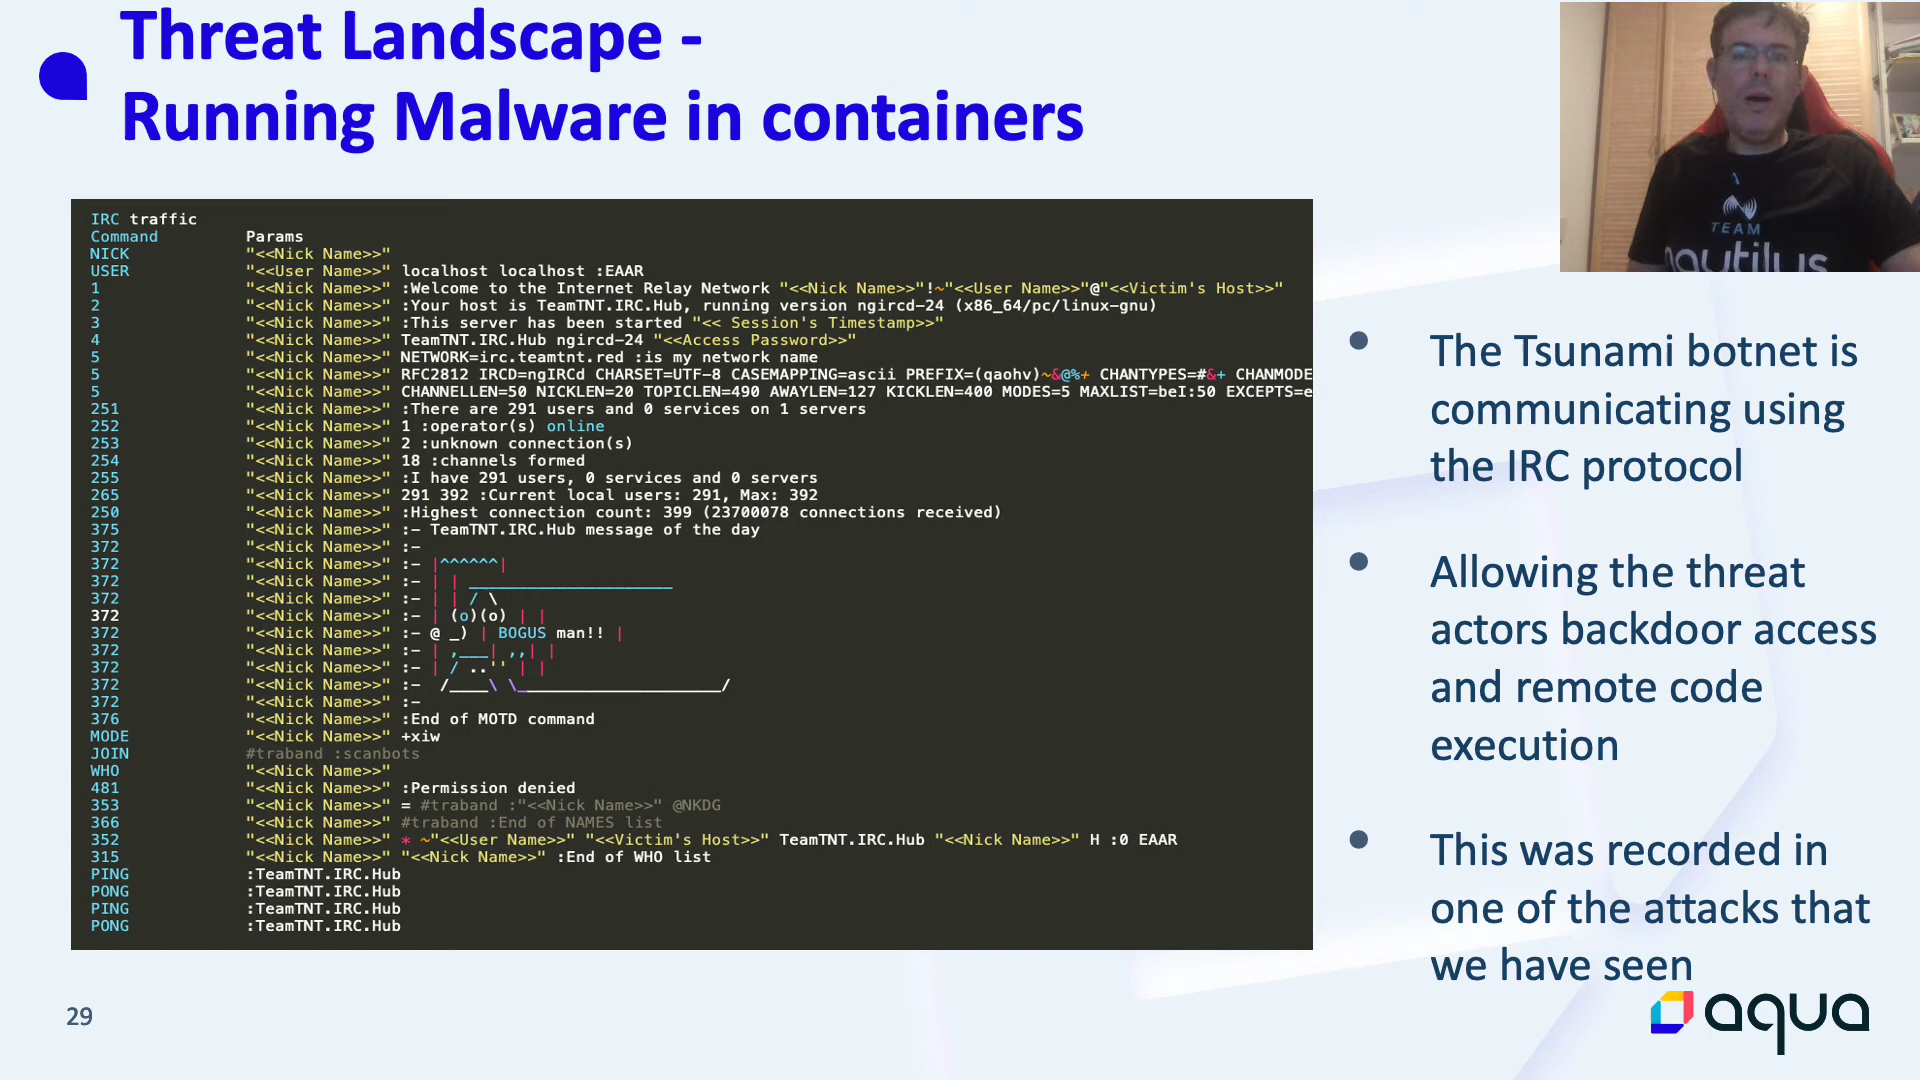 Threat Landscape -
Running Malware in containers
IRC traffic
Command Params
NICK "<<Nick Name>>"
USER "<<User Name>>" localhost localhost :EAAR
1 "<<Nick Name>>" :Welcome to the Internet Relay Network "<<Nick Name>>"!~"<<User Name>>"@"<<Victim's Host>>"
2 "<<Nick Name>>" :Your host is TeamTNT.IRC.Hub, running version ngircd-24 (x86_64/pc/linux-gnu)
3 "<<Nick Name>>" :This server has been started "<< Session's Timestamp>>"
4 "<<Nick Name>>" TeamTNT.IRC.Hub ngircd-24 "<<Access Password>>"
5 "<<Nick Name>>" NETWORK=irc.teamtnt.red :is my network name
5 "<<Nick Name>>" RFC2812 IRCD=ngIRCd CHARSET=UTF-8 CASEMAPPING=ascii PREFIX=(qaohv)~&@%+ CHANTYPES=#&+ CHANMODE
5 "<<Nick Name>>" CHANNELLEN=50 NICKLEN=20 TOPICLEN=490 AWAYLEN=127 KICKLEN=400 MODES=5 MAXLIST=beI:50 EXCEPTS=e
251 "<<Nick Name>>" :There are 291 users and 0 services on 1 servers
252 "<<Nick Name>>" 1 :operator(s) online
253 "<<Nick Name>>" 2 :unknown connection(s)
254 "<<Nick Name>>" 18 :channels formed
255 "<<Nick Name>>" :I have 291 users, 0 services and 0 servers
265 "<<Nick Name>>" 291 392 :Current local users: 291, Max: 392
250 "<<Nick Name>>" :Highest connection count: 399 (23700078 connections received)
375 "<<Nick Name>>" :- TeamTNT.IRC.Hub message of the day
372 "<<Nick Name>>" :-
372 "<<Nick Name>>" :- |^^^^^^|
372 "<<Nick Name>>" :- | | _____________________
372 "<<Nick Name>>" :- | | / \
372 "<<Nick Name>>" :- | (o)(o) | |
372 "<<Nick Name>>" :- @ _) | BOGUS man!! |
372 "<<Nick Name>>" :- | ,___| ,,| |
372 "<<Nick Name>>" :- | / ..'' | |
372 "<<Nick Name>>" :- /____\ \_____________________/
372 "<<Nick Name>>" :-
376 "<<Nick Name>>" :End of MOTD command
MODE "<<Nick Name>>" +xiw
JOIN #traband :scanbots
WHO "<<Nick Name>>"
481 "<<Nick Name>>" :Permission denied
353 "<<Nick Name>>" = #traband :"<<Nick Name>>" @NKDG
366 "<<Nick Name>>" #traband :End of NAMES list
352 "<<Nick Name>>" * ~"<<User Name>>" "<<Victim's Host>>" TeamTNT.IRC.Hub "<<Nick Name>>" H :0 EAAR
315 "<<Nick Name>>" "<<Nick Name>>" :End of WHO list
PING :TeamTNT.IRC.Hub
PONG :TeamTNT.IRC.Hub
PING :TeamTNT.IRC.Hub
PONG :TeamTNT.IRC.Hub
TEAM
nautilus
• The Tsunami botnet is
communicating using
the IRC protocol
• Allowing the threat
actors backdoor access
and remote code
execution
• This was recorded in
one of the attacks that
we have seen
29
aqua